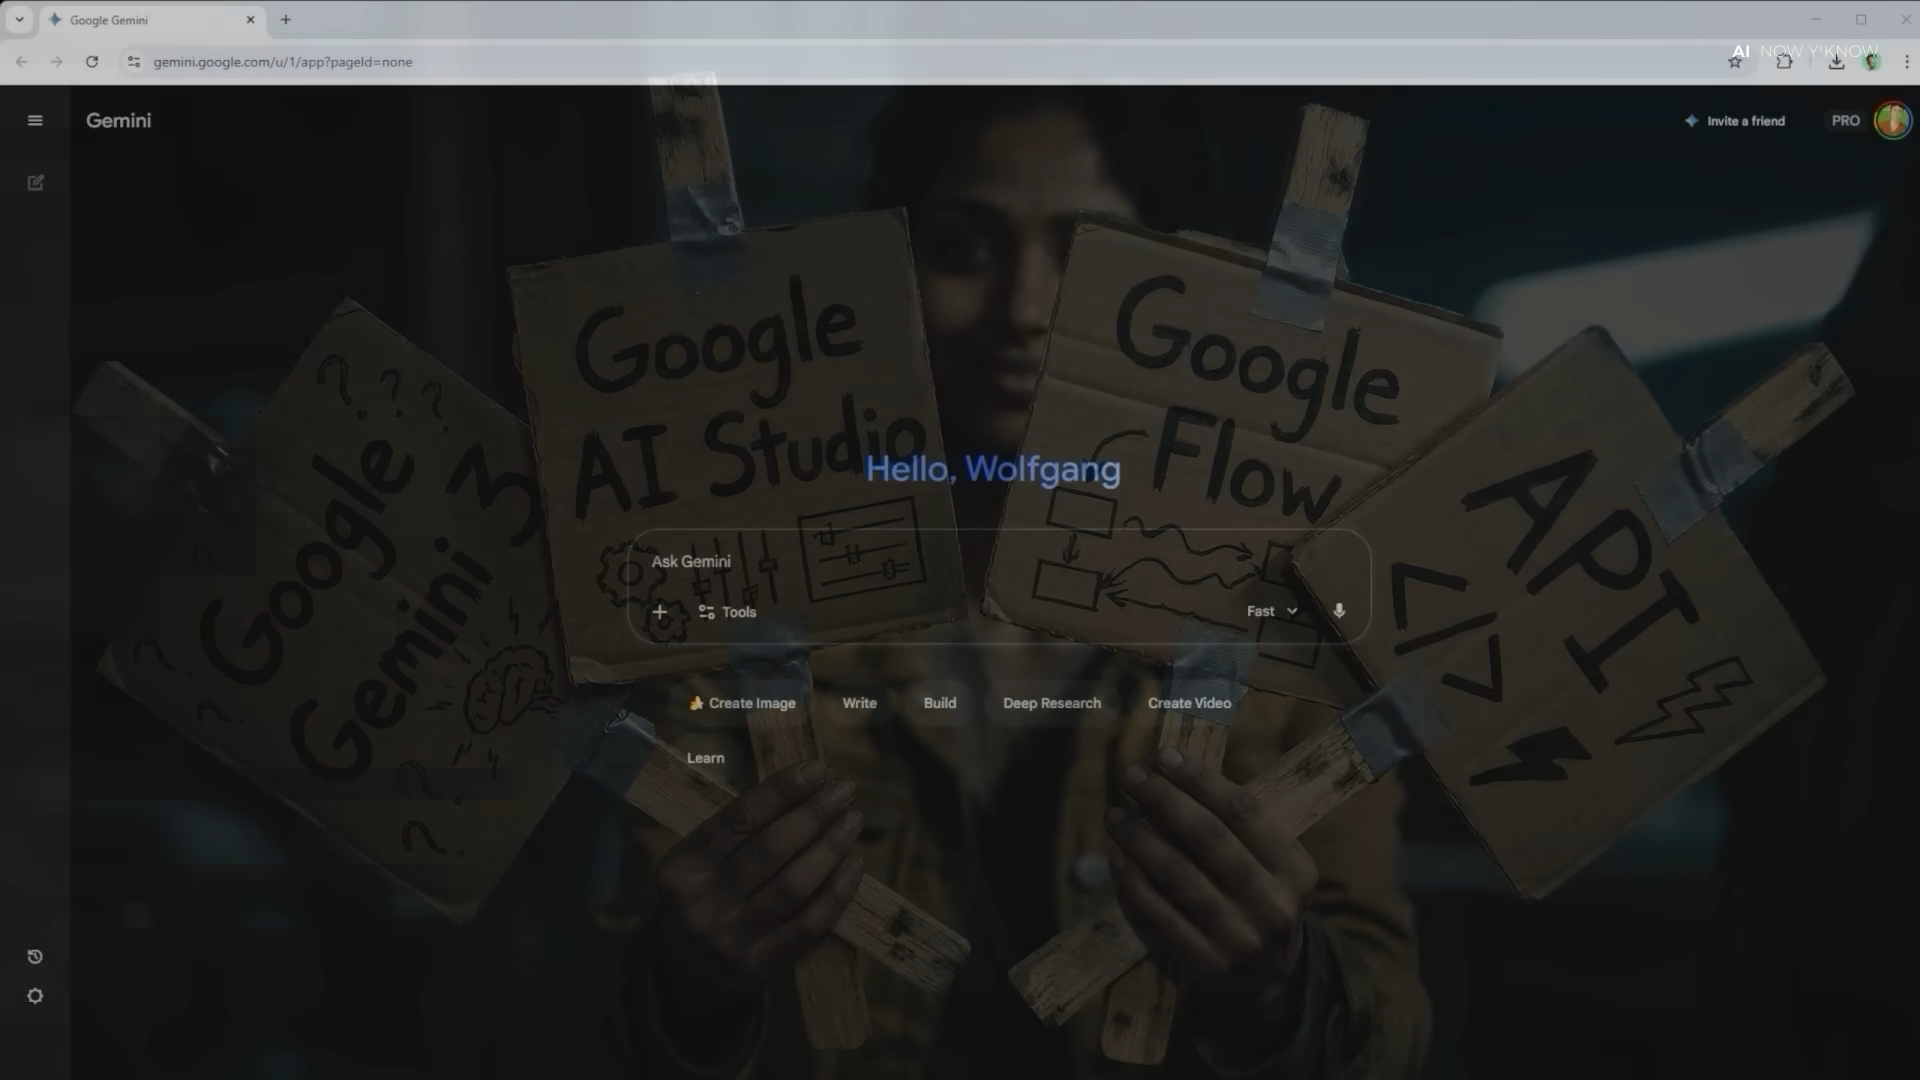 Google Gemini
gemini.google.com/u/1/app?pageId=none
AI. NOW Y'KNOW
Gemini
Invite a friend
PRO
???
Google
Gemini 3
Google
AI Studio
Google
Flow
API
</>
Hello, Wolfgang
Ask Gemini
Tools
Fast
Create Image
Write
Build
Deep Research
Create Video
Learn